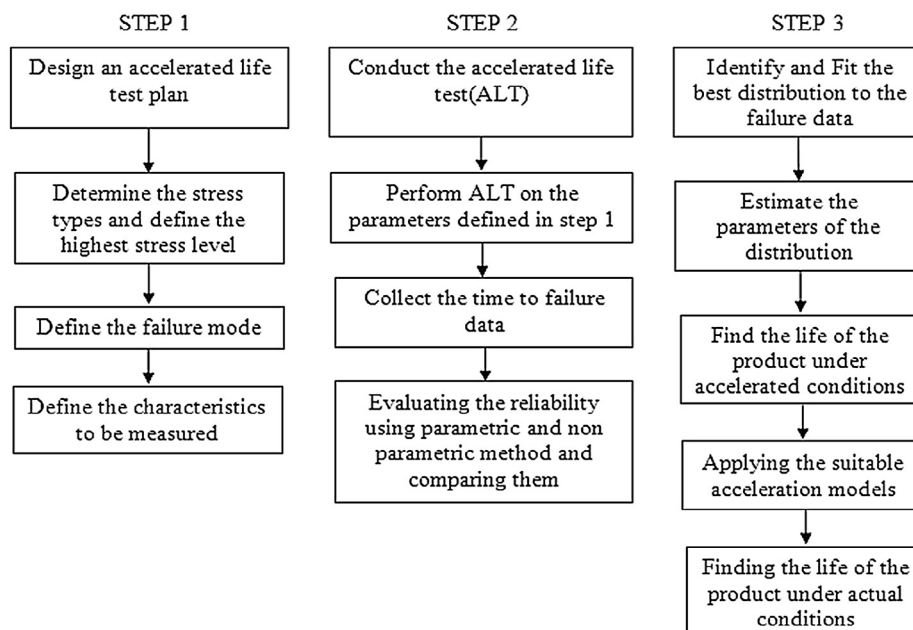 STEP 1
Design an accelerated life
test plan
Determine the stress
types and define the
highest stress level
Define the failure mode
Define the characteristics
to be measured
STEP 2
Conduct the accelerated life
test(ALT)
Perform ALT on the
parameters defined in step 1
Collect the time to failure
data
Evaluating the reliability
using parametric and non
parametric method and
comparing them
STEP 3
Identify and Fit the
best distribution to the
failure data
Estimate the
parameters of the
distribution
Find the life of the
product under
accelerated conditions
Applying the suitable
acceleration models
Finding the life of the
product under actual
conditions